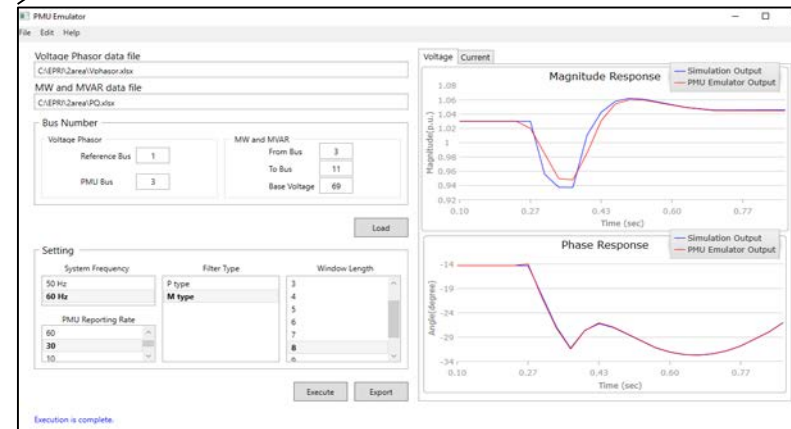 PMU Emulator
File Edit Help
Voltage Phasor data file
C:\EPRI\2area\Vphasor.xlsx
MW and MVAR data file
C:\EPRI\2area\PQ.xlsx
Bus Number
Voltage Phasor
Reference Bus 1
PMU Bus 3
MW and MVAR
From Bus 3
To Bus 11
Base Voltage 69
Load
Setting
System Frequency
50 Hz
60 Hz
PMU Reporting Rate
60
30
10
Filter Type
P type
M type
Window Length
3
4
5
6
7
8
9
Execute Export
Execution is complete.
Voltage Current
Magnitude Response
Simulation Output
PMU Emulator Output
Magnitude(p.u.)
1.08
1.06
1.04
1.02
1
0.98
0.96
0.94
0.92
0.10 0.27 0.43 0.60 0.77
Time (sec)
Phase Response
Simulation Output
PMU Emulator Output
Angle(degree)
-14
-19
-24
-29
-34
0.10 0.27 0.43 0.60 0.77
Time (sec)